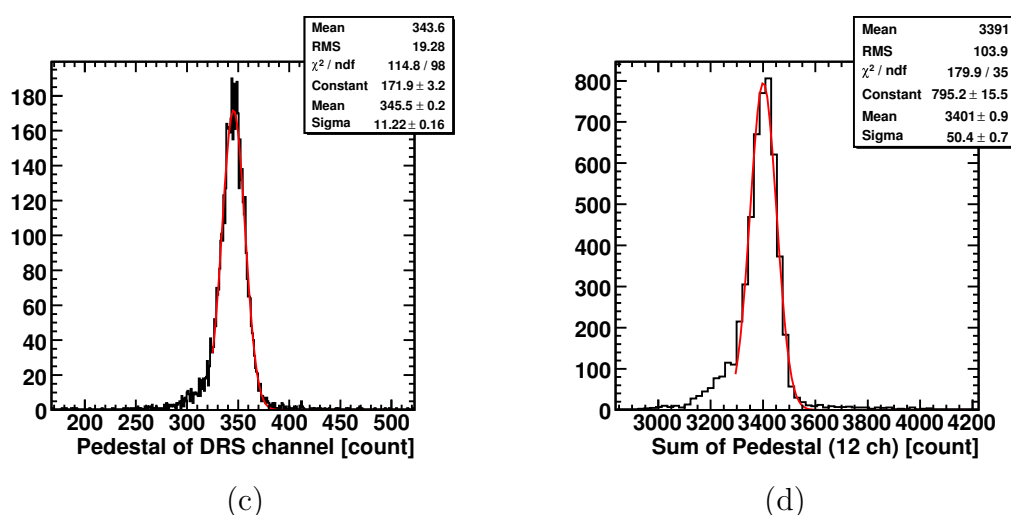 Mean 343.6
RMS 19.28
χ² / ndf 114.8 / 98
Constant 171.9 ± 3.2
Mean 345.5 ± 0.2
Sigma 11.22 ± 0.16
180
160
140
120
100
80
60
40
20
0
200 250 300 350 400 450 500
Pedestal of DRS channel [count]
(c)
Mean 3391
RMS 103.9
χ² / ndf 179.9 / 35
Constant 795.2 ± 15.5
Mean 3401 ± 0.9
Sigma 50.4 ± 0.7
800
700
600
500
400
300
200
100
0
3000 3200 3400 3600 3800 4000 4200
Sum of Pedestal (12 ch) [count]
(d)